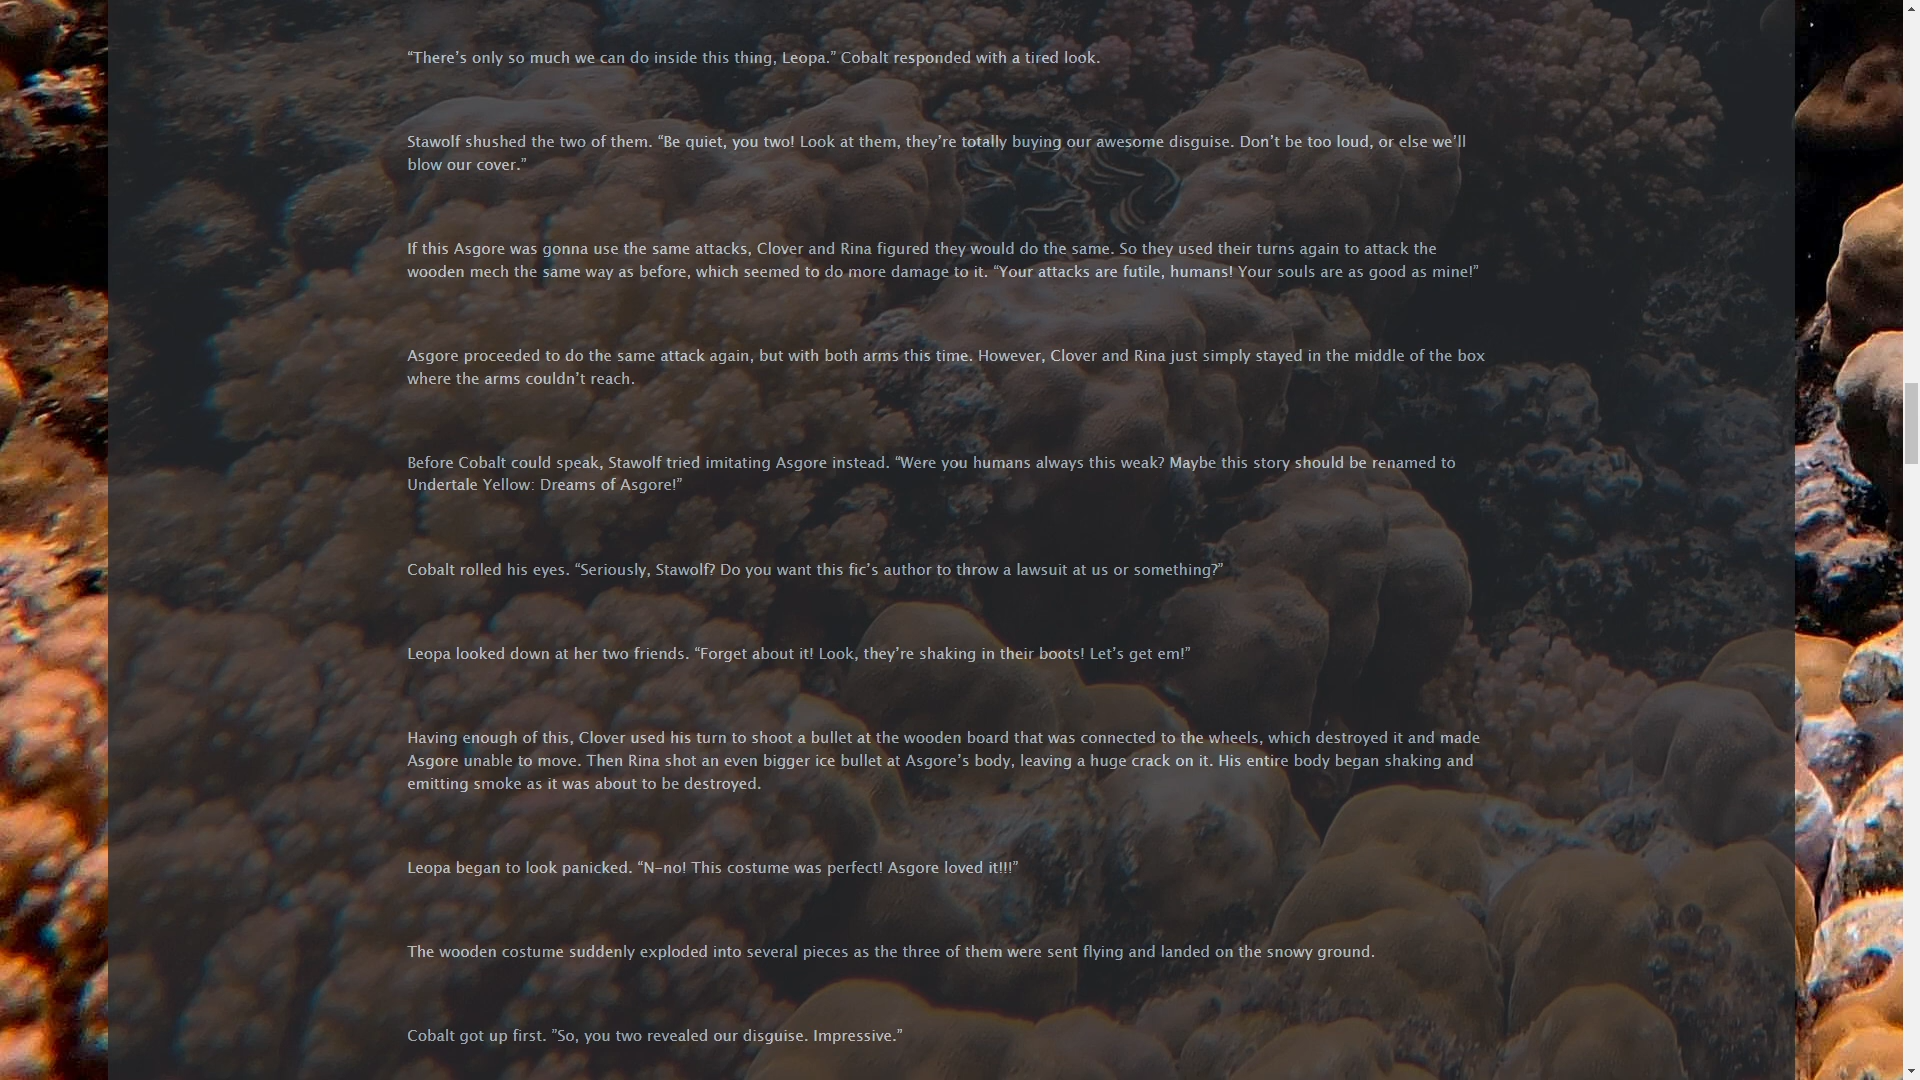 “There’s only so much we can do inside this thing, Leopa.” Cobalt responded with a tired look.
Stawolf shushed the two of them. “Be quiet, you two! Look at them, they’re totally buying our awesome disguise. Don’t be too loud, or else we’ll
blow our cover.”
If this Asgore was gonna use the same attacks, Clover and Rina figured they would do the same. So they used their turns again to attack the
wooden mech the same way as before, which seemed to do more damage to it. “Your attacks are futile, humans! Your souls are as good as mine!”
Asgore proceeded to do the same attack again, but with both arms this time. However, Clover and Rina just simply stayed in the middle of the box
where the arms couldn’t reach.
Before Cobalt could speak, Stawolf tried imitating Asgore instead. “Were you humans always this weak? Maybe this story should be renamed to
Undertale Yellow: Dreams of Asgore!”
Cobalt rolled his eyes. “Seriously, Stawolf? Do you want this fic’s author to throw a lawsuit at us or something?”
Leopa looked down at her two friends. “Forget about it! Look, they’re shaking in their boots! Let’s get em!”
Having enough of this, Clover used his turn to shoot a bullet at the wooden board that was connected to the wheels, which destroyed it and made
Asgore unable to move. Then Rina shot an even bigger ice bullet at Asgore’s body, leaving a huge crack on it. His entire body began shaking and
emitting smoke as it was about to be destroyed.
Leopa began to look panicked. “N-no! This costume was perfect! Asgore loved it!!!”
The wooden costume suddenly exploded into several pieces as the three of them were sent flying and landed on the snowy ground.
Cobalt got up first. ”So, you two revealed our disguise. Impressive.”